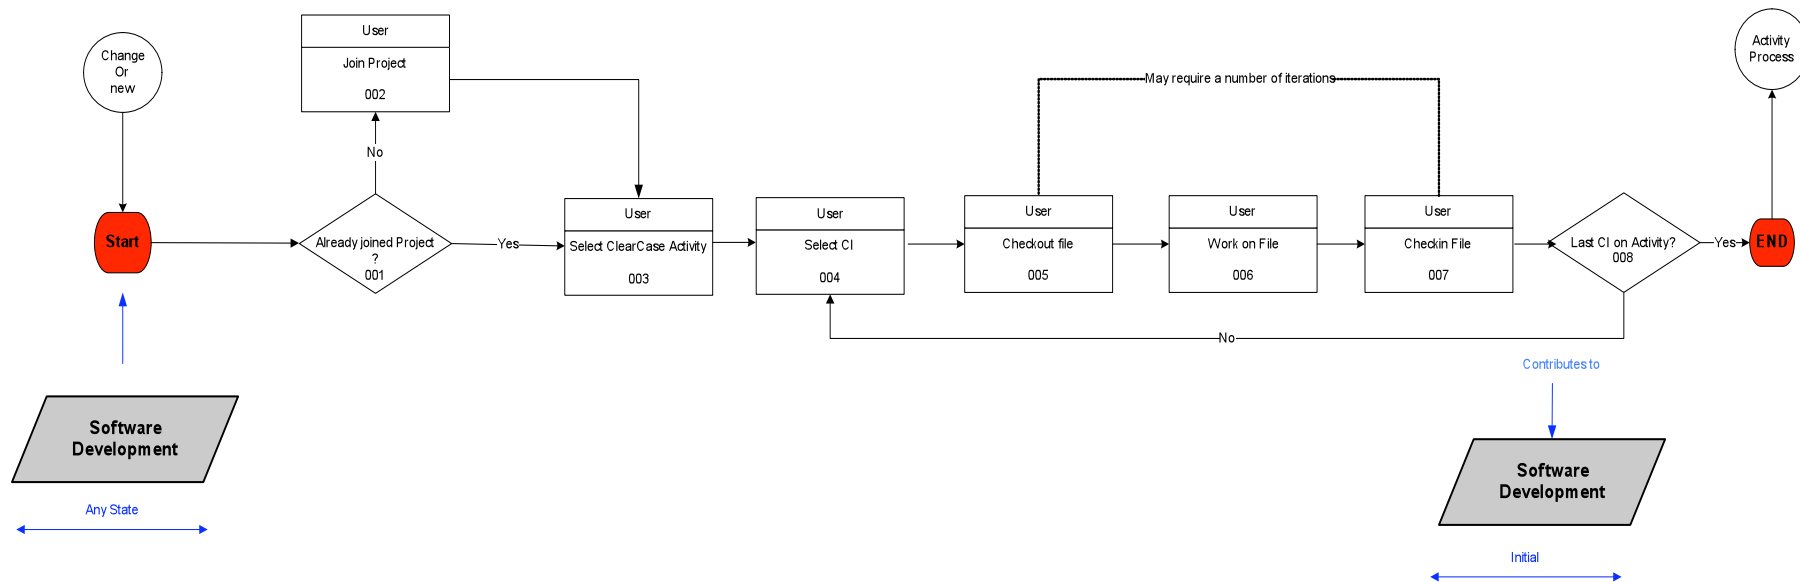 Change
Or
new
Start
User
Join Project
002
No
Already joined Project
?
001
Yes
User
Select ClearCase Activity
003
User
Select CI
004
May require a number of iterations
User
Checkout file
005
User
Work on File
006
User
Checkin File
007
Last CI on Activity?
008
Yes
END
Activity
Process
No
Software
Development
Any State
Contributes to
Software
Development
Initial